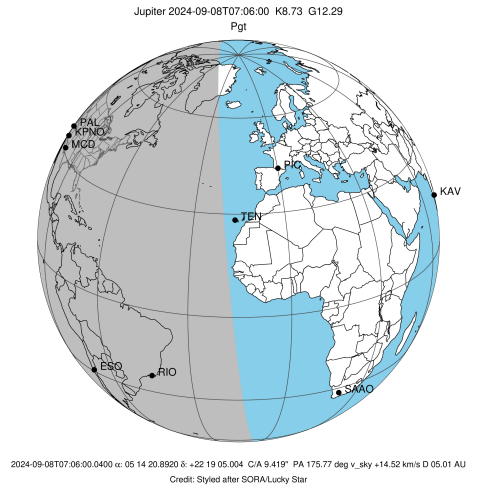 Jupiter 2024-09-08T07:06:00 K8.73 G12.29
Pgt
PAL
KPNO
MCD
PIC
KAV
TEN
ESO
RIO
SAAO
2024-09-08T07:06:00.0400 α: 05 14 20.8920 δ: +22 19 05.004 C/A 9.419" PA 175.77 deg v_sky +14.52 km/s D 05.01 AU
Credit: Styled after SORA/Lucky Star